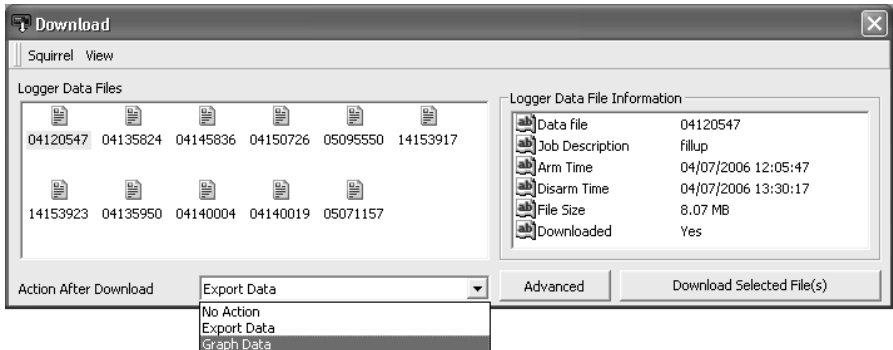 Download
Squirrel View
Logger Data Files
04120547 04135824 04145836 04150726 05095550 14153917
14153923 04135950 04140004 04140019 05071157
Logger Data File Information
Data file 04120547
Job Description fillup
Arm Time 04/07/2006 12:05:47
Disarm Time 04/07/2006 13:30:17
File Size 8.07 MB
Downloaded Yes
Action After Download Export Data Advanced Download Selected File(s)
No Action
Export Data
Graph Data